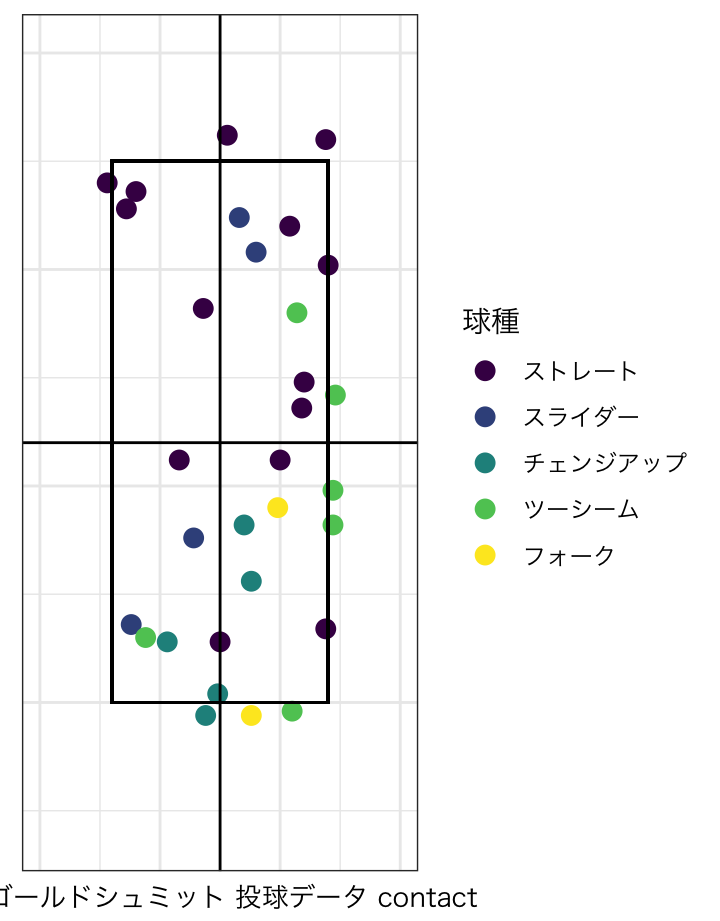 球種
ストレート
スライダー
チェンジアップ
ツーシーム
フォーク
ゴールドシュミット 投球データ contact